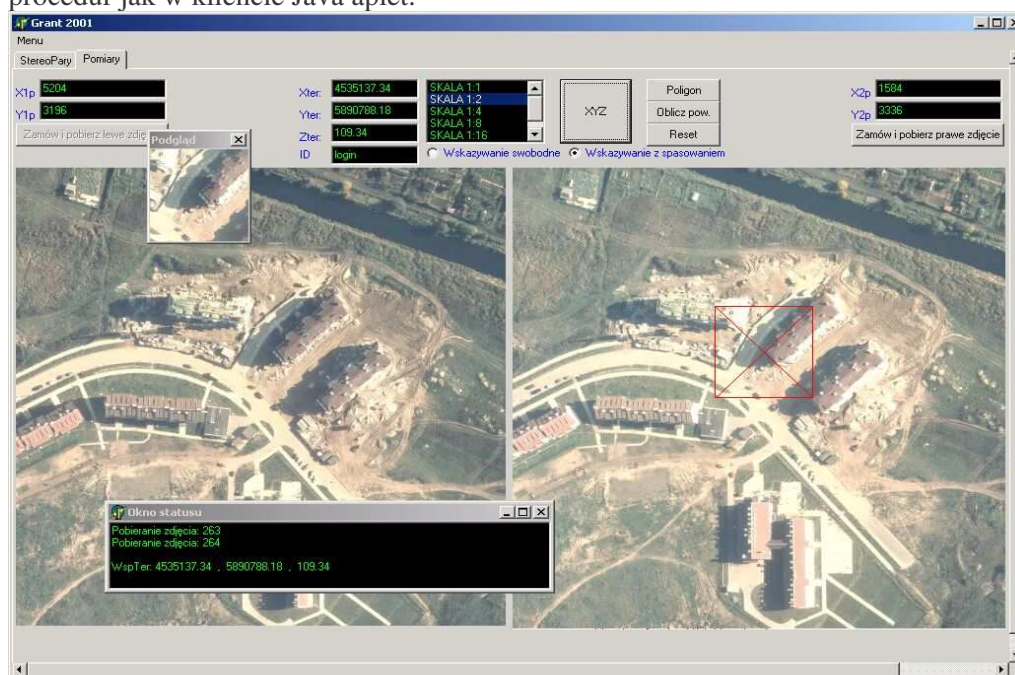 procedur jak w kliencie Java aplet.
Grant 2001
Menu
StereoPary Pomiary
X1p 5204
Y1p 3196
Zamów i pobierz lewe zdję
Podgląd
Xter: 4535137.34
Yter: 5890788.18
Zter: 109.34
ID login
SKALA 1:1
SKALA 1:2
SKALA 1:4
SKALA 1:8
SKALA 1:16
XYZ
Poligon
Oblicz pow.
Reset
Wskazywanie swobodne Wskazywanie z spasowaniem
X2p 1584
Y2p 3336
Zamów i pobierz prawe zdjęcie
Okno statusu
Pobieranie zdjęcia: 263
Pobieranie zdjęcia: 264
WspTer: 4535137.34 , 5890788.18 , 109.34